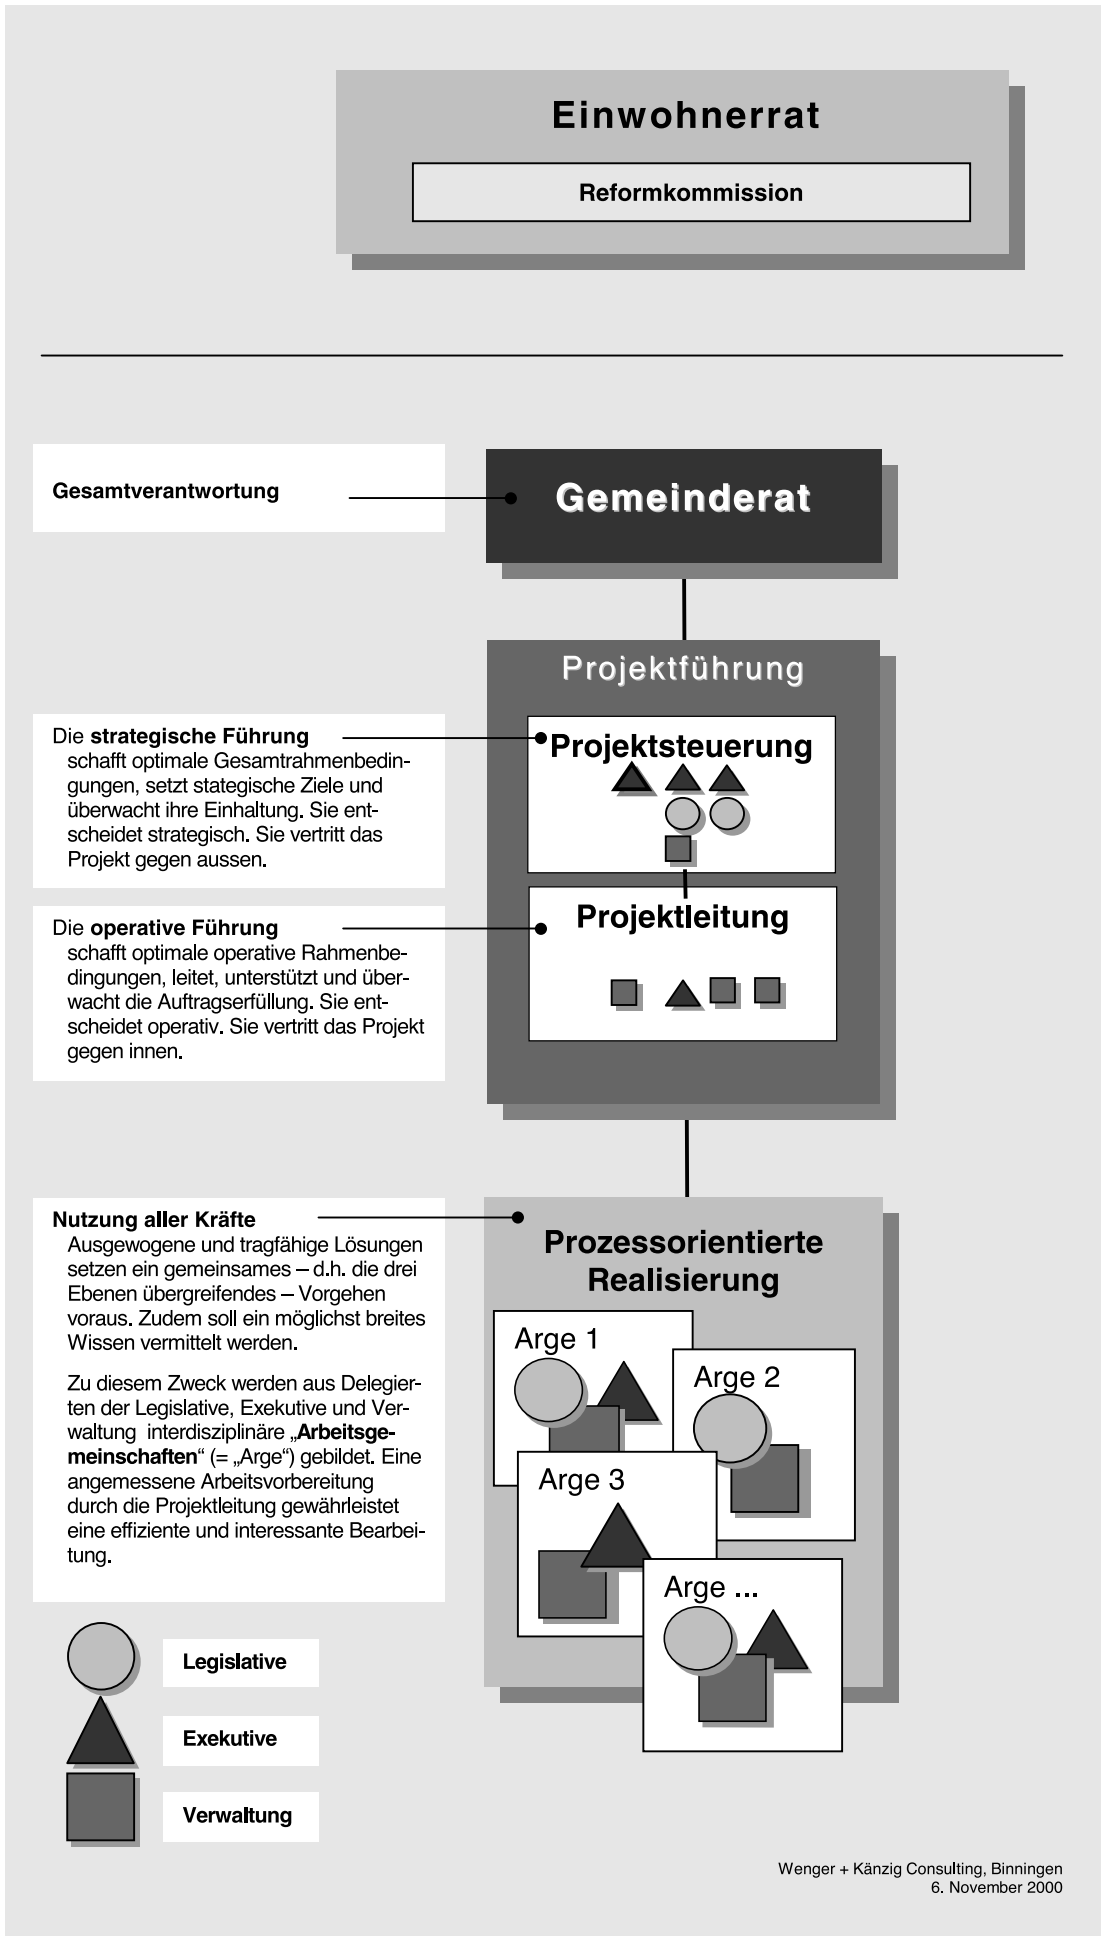 Einwohnerrat
Reformkommission
Gesamtverantwortung
Gemeinderat
Projektführung
Die strategische Führung
schafft optimale Gesamtrahmenbedin-
gungen, setzt stategische Ziele und
überwacht ihre Einhaltung. Sie ent-
scheidet strategisch. Sie vertritt das
Projekt gegen aussen.
Projektsteuerung
Die operative Führung
schafft optimale operative Rahmenbe-
dingungen, leitet, unterstützt und über-
wacht die Auftragserfüllung. Sie ent-
scheidet operativ. Sie vertritt das Projekt
gegen innen.
Projektleitung
Nutzung aller Kräfte
Ausgewogene und tragfähige Lösungen
setzen ein gemeinsames – d.h. die drei
Ebenen übergreifendes – Vorgehen
voraus. Zudem soll ein möglichst breites
Wissen vermittelt werden.
Zu diesem Zweck werden aus Delegier-
ten der Legislative, Exekutive und Ver-
waltung interdisziplinäre „Arbeitsge-
meinschaften“ (= „Arge“) gebildet. Eine
angemessene Arbeitsvorbereitung
durch die Projektleitung gewährleistet
eine effiziente und interessante Bearbei-
tung.
Prozessorientierte
Realisierung
Arge 1
Arge 2
Arge 3
Arge ...
Legislative
Exekutive
Verwaltung
Wenger + Känzig Consulting, Binningen
6. November 2000